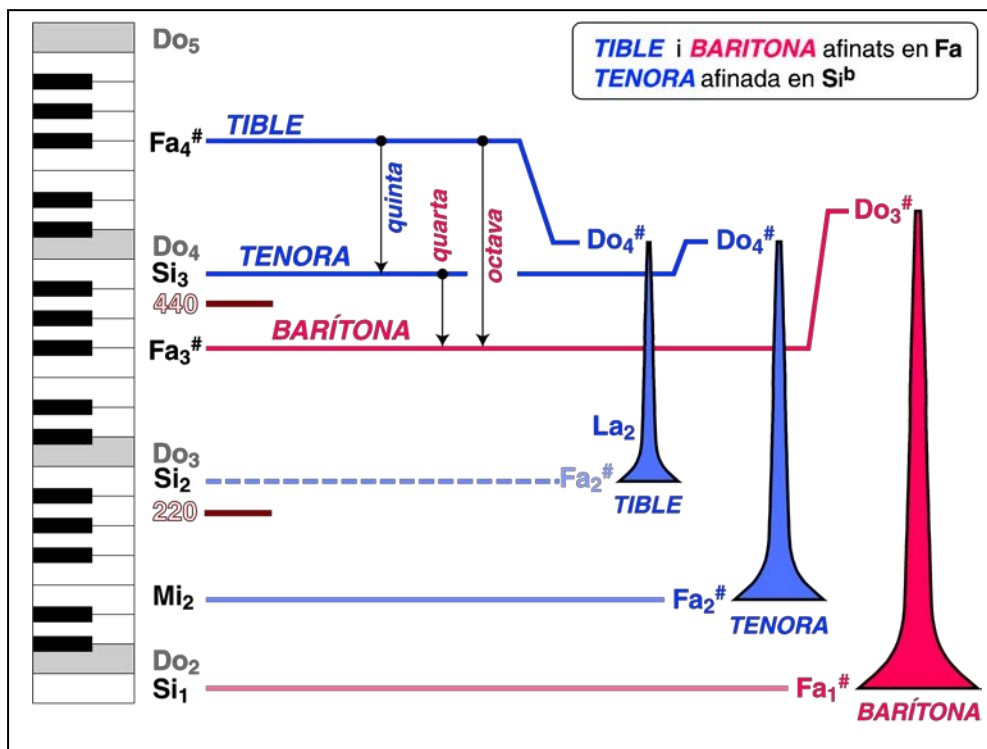 TIBLE i BARITONA afinats en Fa
TENORA afinada en Si♭
Do5
Fa4#
TIBLE
quinta
quarta
octava
Do4
Si3
TENORA
440
BARÍTONA
Fa3#
Do3
Si2
220
Mi2
Do2
Si1
Do4#
Do4#
Do3#
La2
Fa2#
TIBLE
Fa2#
TENORA
Fa1#
BARÍTONA